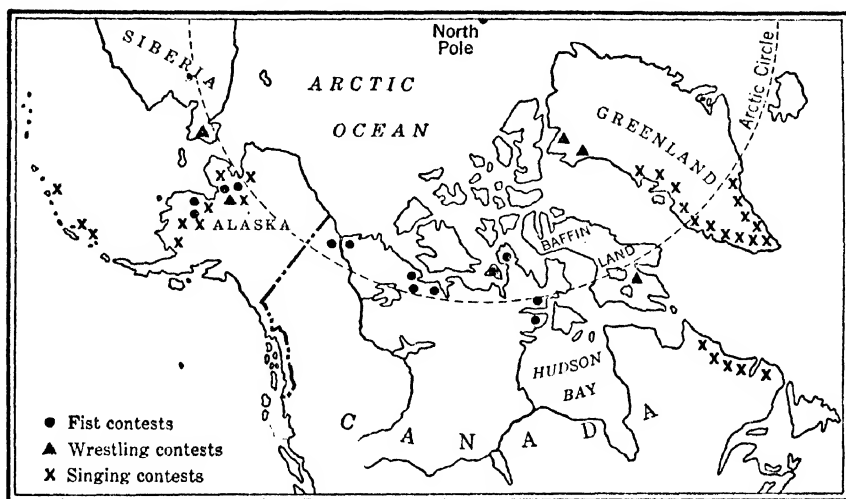 North
Pole
SIBERIA
ARCTIC
OCEAN
Arctic Circle
GREENLAND
ALASKA
BAFFIN
LAND
HUDSON
BAY
CANADA
Fist contests
Wrestling contests
X Singing contests